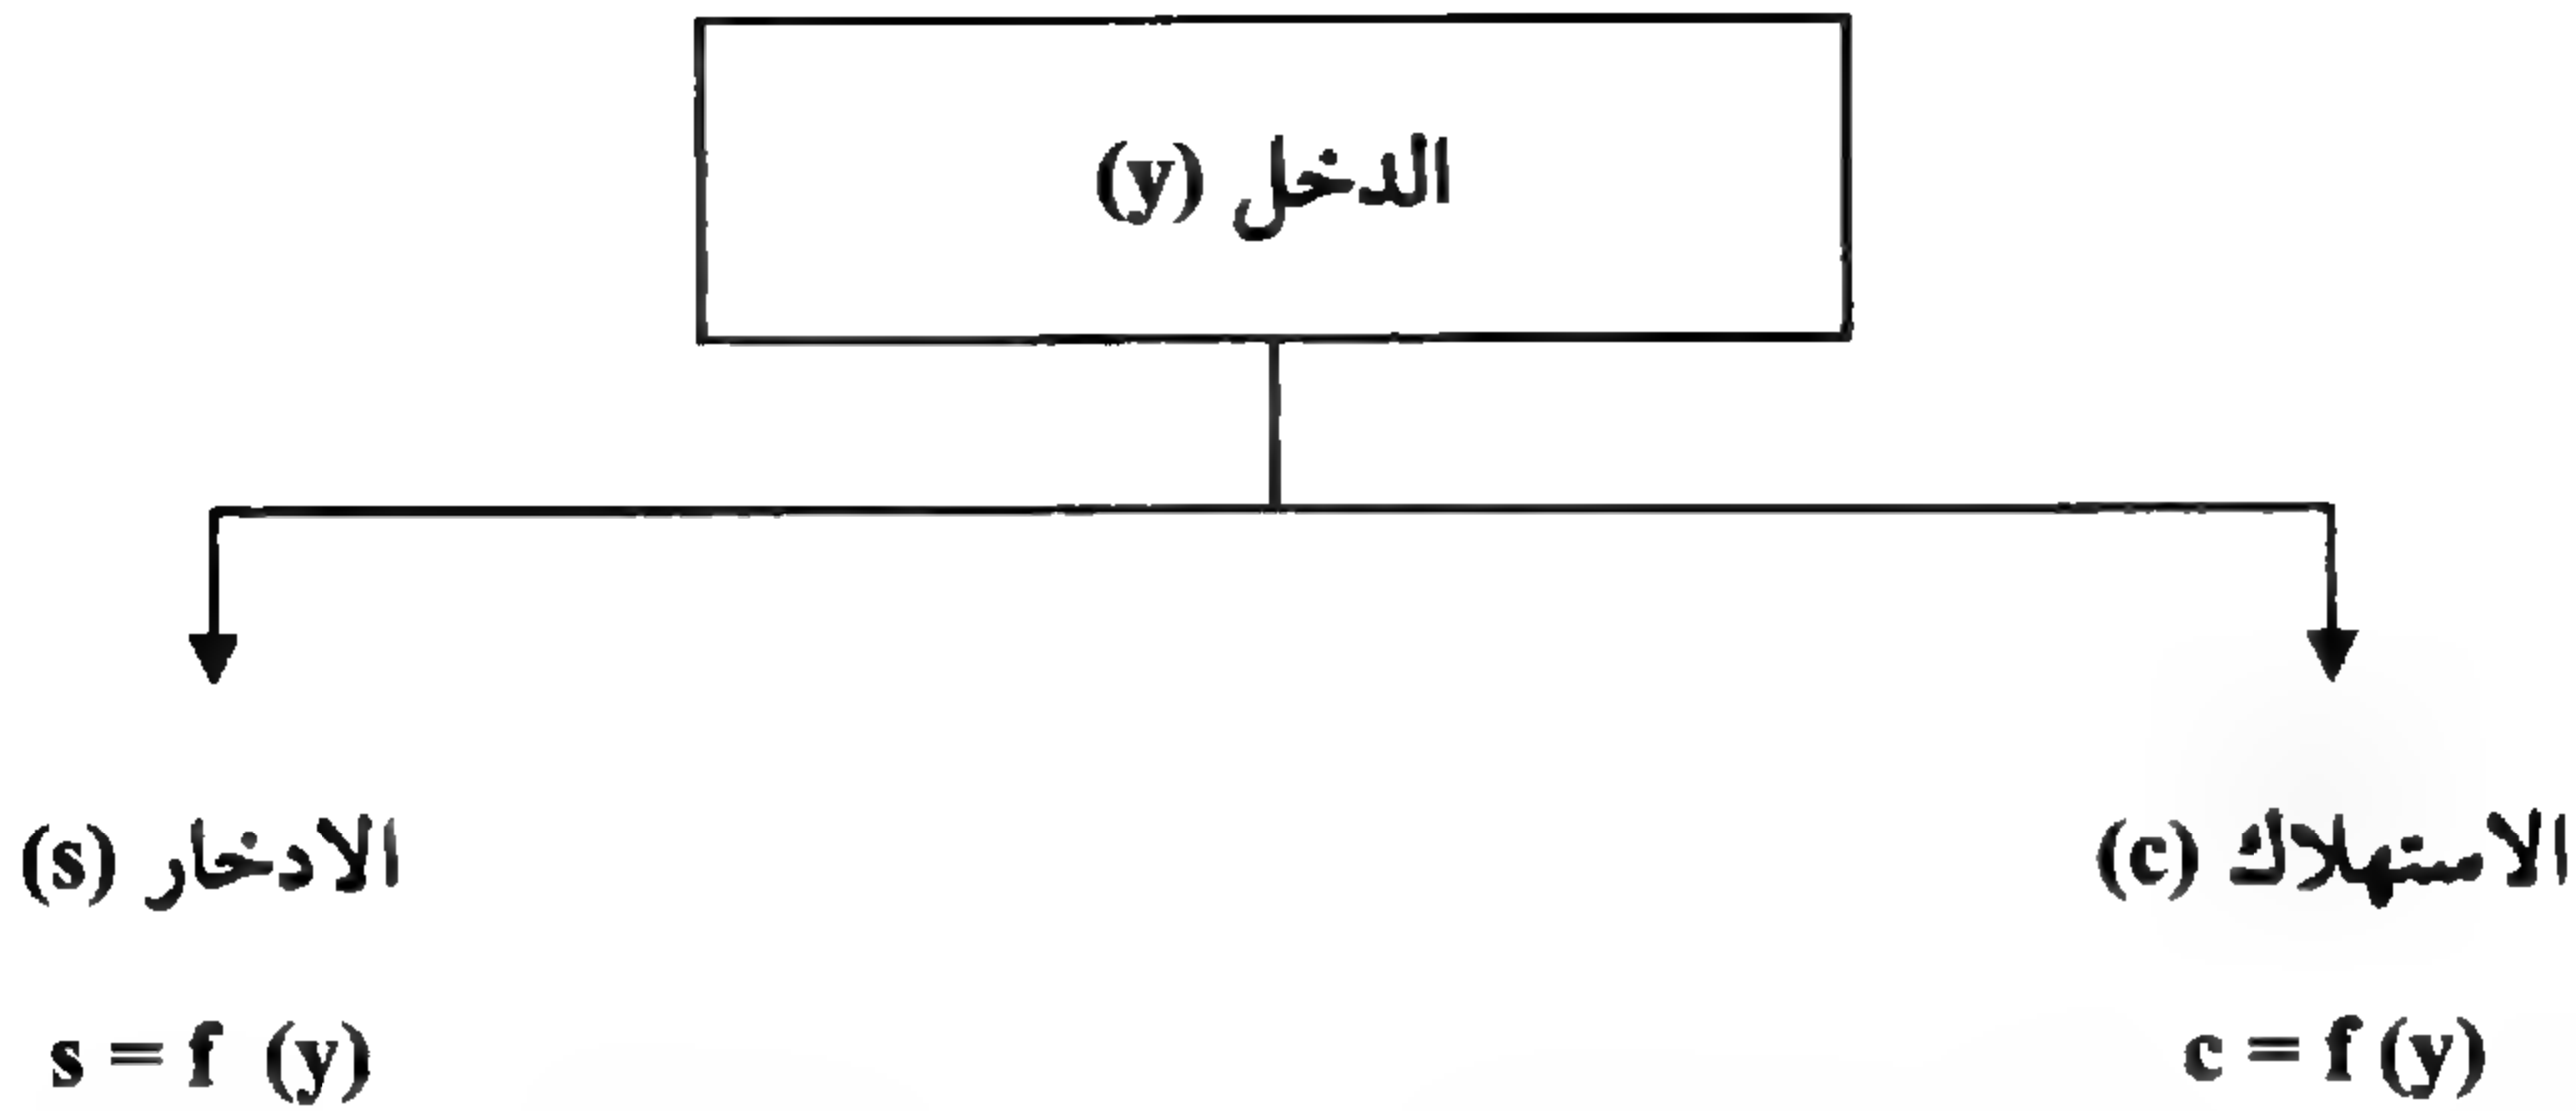 الدخل (y)
الاستهلاك (c)
الادخار (s)
c = f (y)
s = f (y)